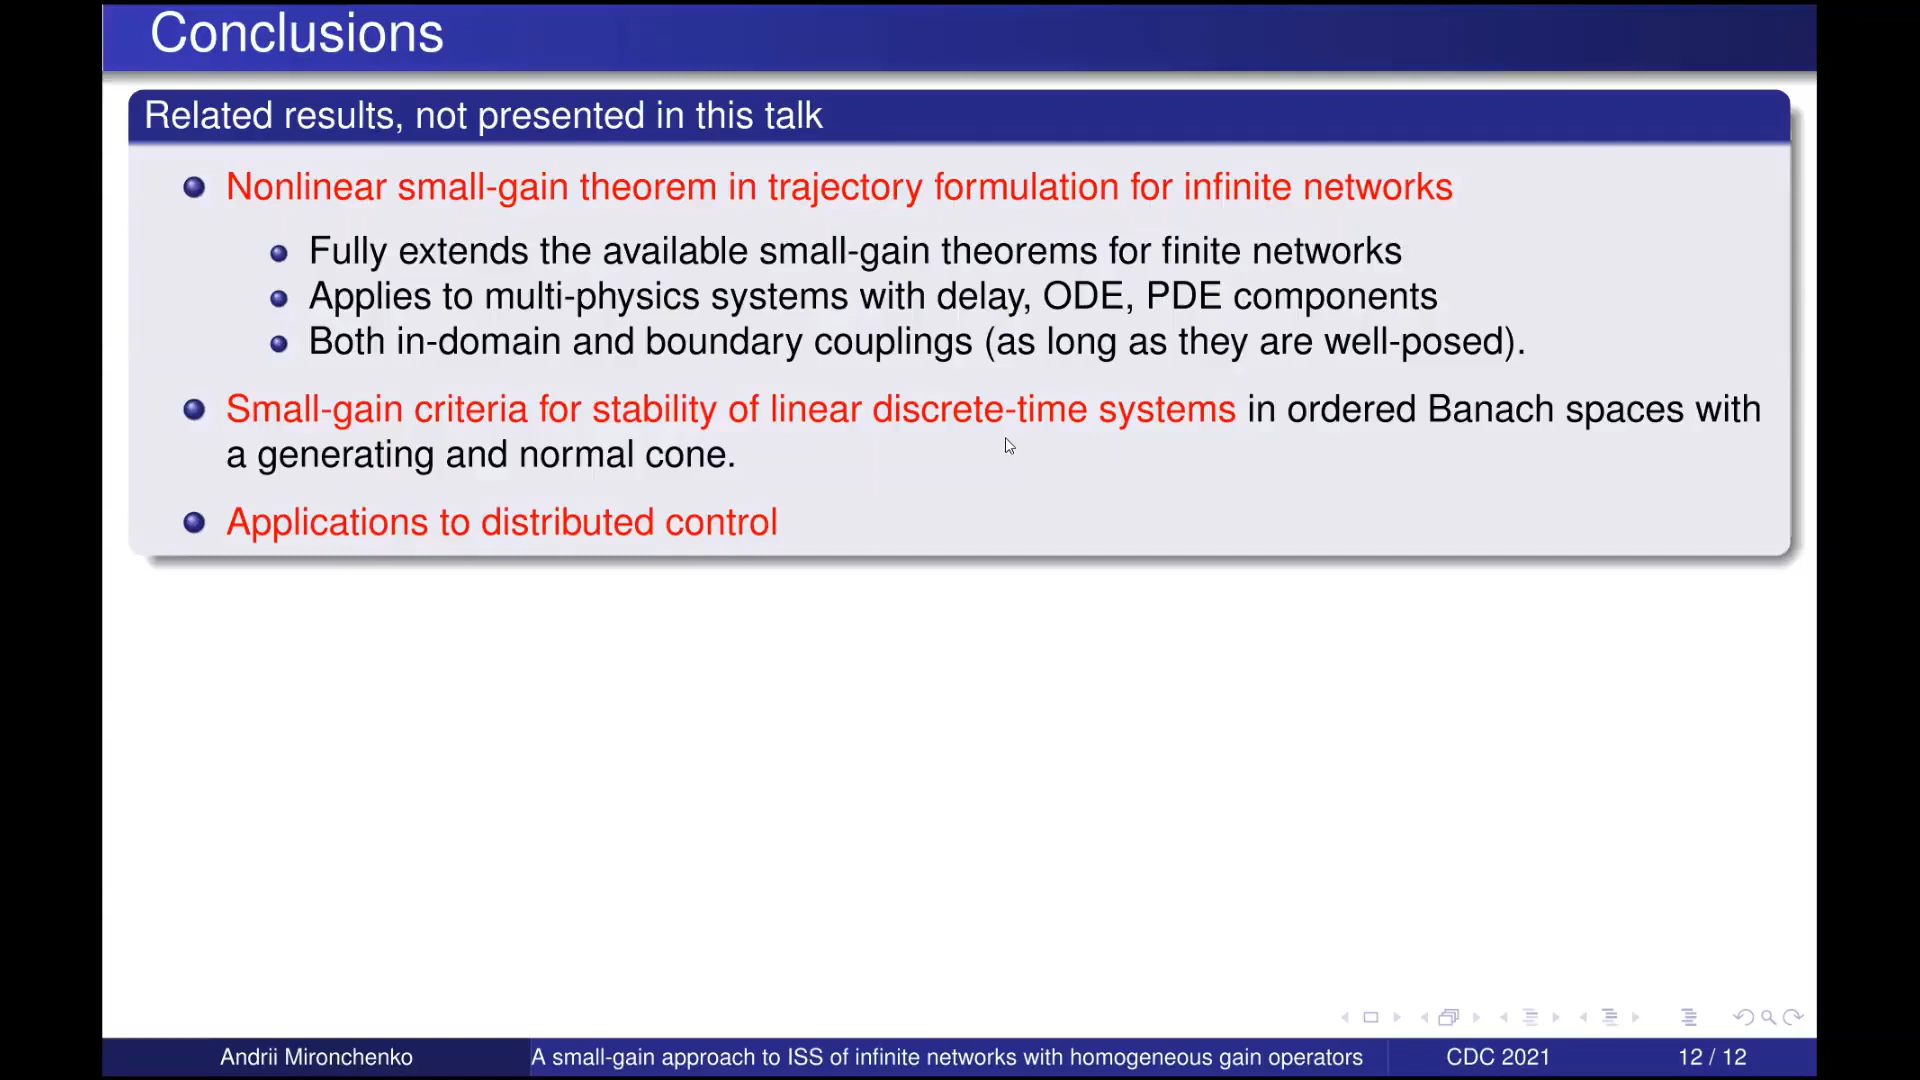 Conclusions
Related results, not presented in this talk
Nonlinear small-gain theorem in trajectory formulation for infinite networks
Fully extends the available small-gain theorems for finite networks
Applies to multi-physics systems with delay, ODE, PDE components
Both in-domain and boundary couplings (as long as they are well-posed).
Small-gain criteria for stability of linear discrete-time systems in ordered Banach spaces with
a generating and normal cone.
Applications to distributed control
Andrii Mironchenko A small-gain approach to ISS of infinite networks with homogeneous gain operators CDC 2021 12 / 12